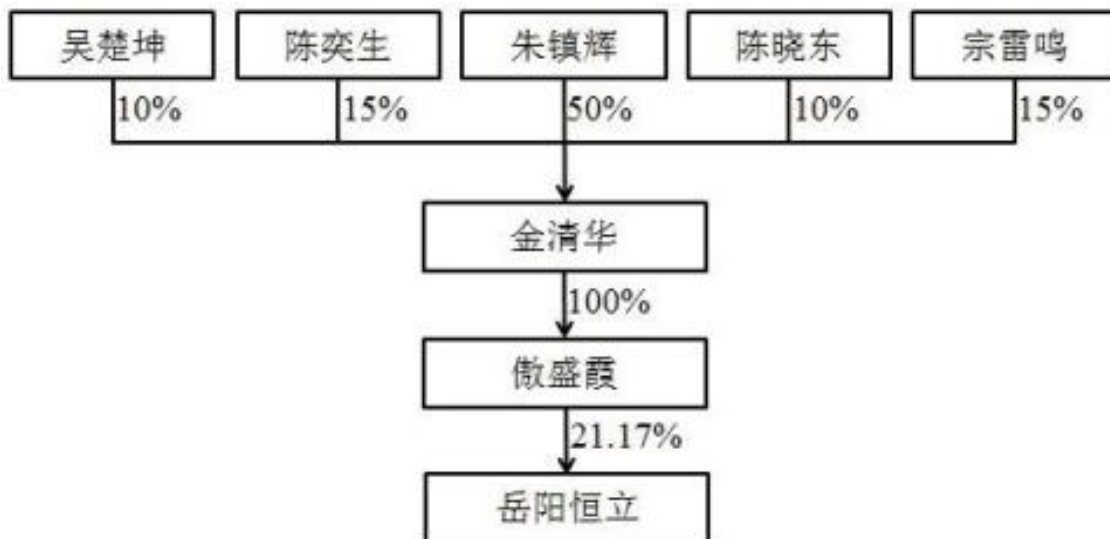 吴楚坤 陈奕生 朱镇辉 陈晓东 宗雷鸣
10% 15% 50% 10% 15%
金清华
100%
傲盛霞
21.17%
岳阳恒立